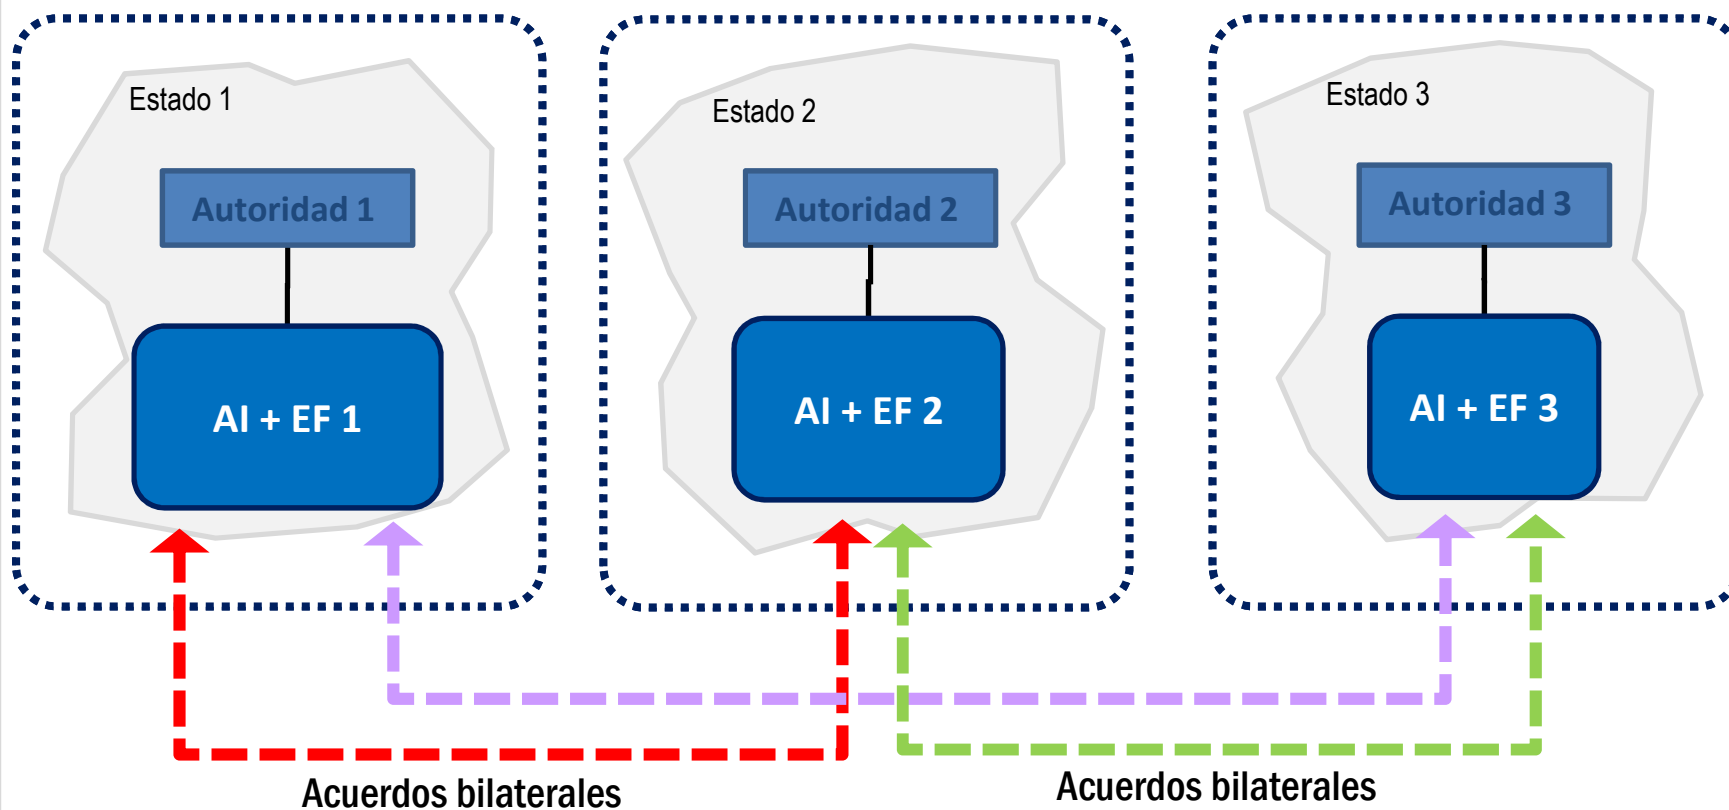 Estado 1
Estado 2
Estado 3
Autoridad 1
Autoridad 2
Autoridad 3
AI + EF 1
AI + EF 2
AI + EF 3
Acuerdos bilaterales
Acuerdos bilaterales